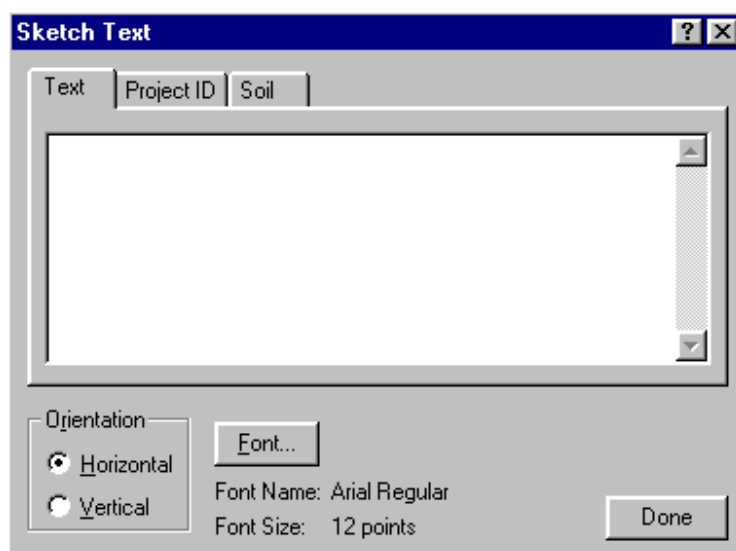 Sketch Text
Text Project ID Soil
Orientation
Horizontal
Vertical
Font...
Font Name: Arial Regular
Font Size: 12 points
Done